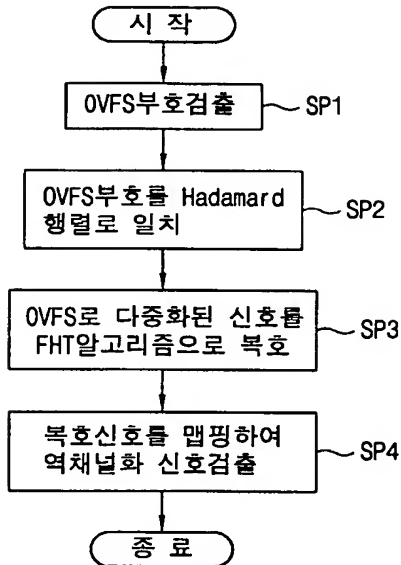 시 작
OVFS부호검출
SP1
OVFS부호를 Hadamard
행렬로 일치
SP2
OVFS로 다중화된 신호를
FHT알고리즘으로 복호
SP3
복호신호를 맵핑하여
역채널화 신호검출
SP4
종 료